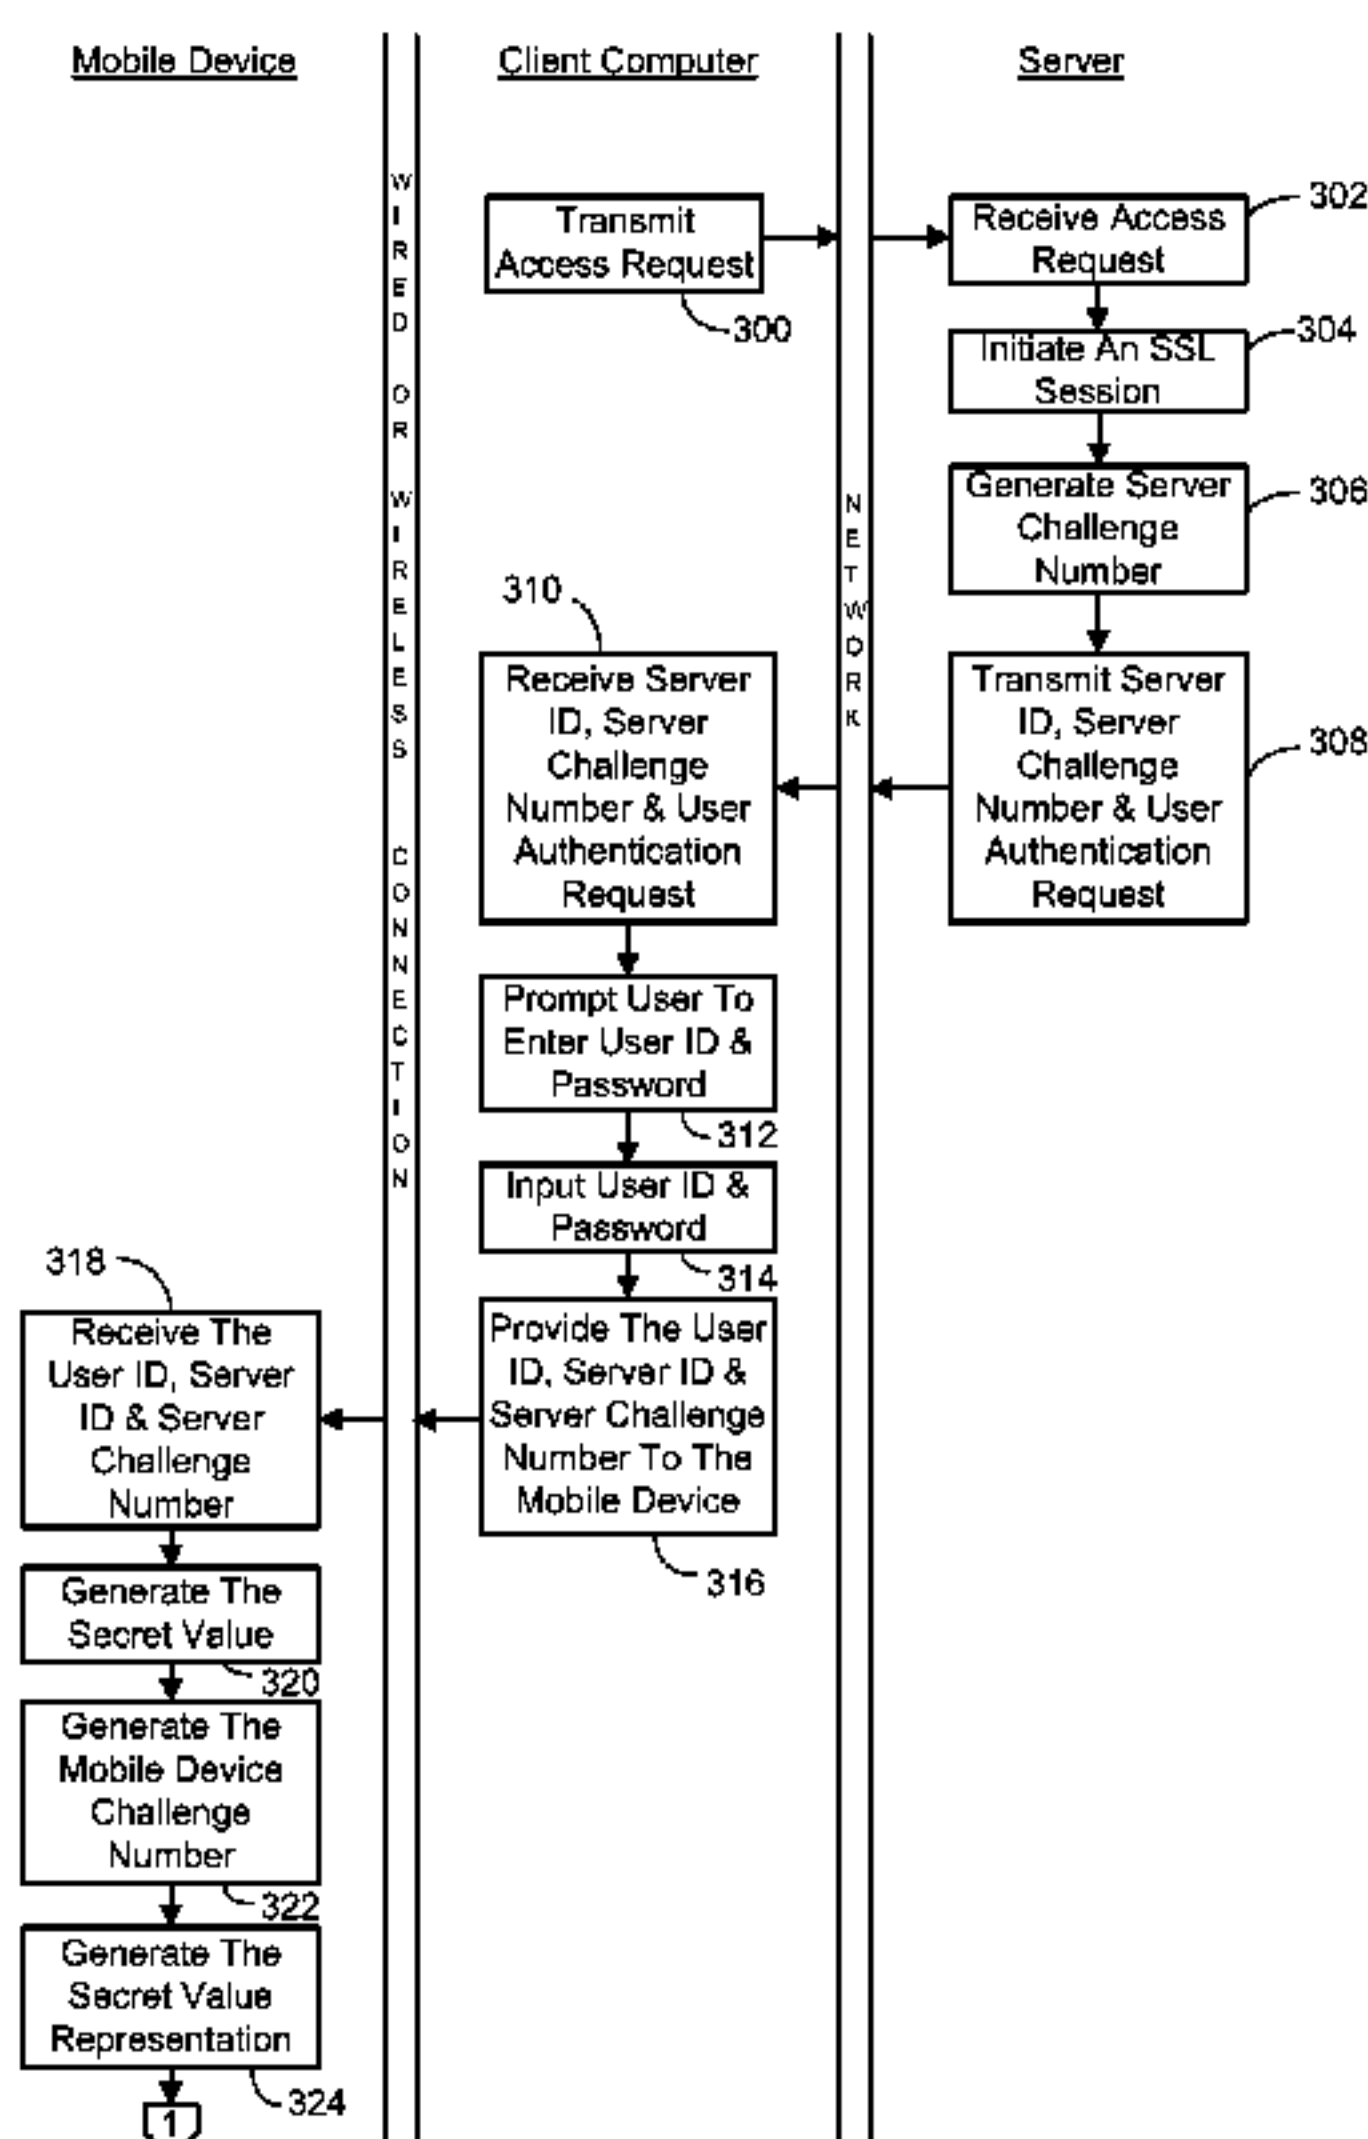 Mobile Device
Client Computer
Server
WIRED OR WIRELESS CONNECTION
NETWORK
Transmit
Access Request
300
Receive Access
Request
302
Initiate An SSL
Session
304
Generate Server
Challenge
Number
306
Transmit Server
ID, Server
Challenge
Number & User
Authentication
Request
308
310
Receive Server
ID, Server
Challenge
Number & User
Authentication
Request
Prompt User To
Enter User ID &
Password
312
Input User ID &
Password
314
Provide The User
ID, Server ID &
Server Challenge
Number To The
Mobile Device
316
318
Receive The
User ID, Server
ID & Server
Challenge
Number
Generate The
Secret Value
320
Generate The
Mobile Device
Challenge
Number
322
Generate The
Secret Value
Representation
324
1